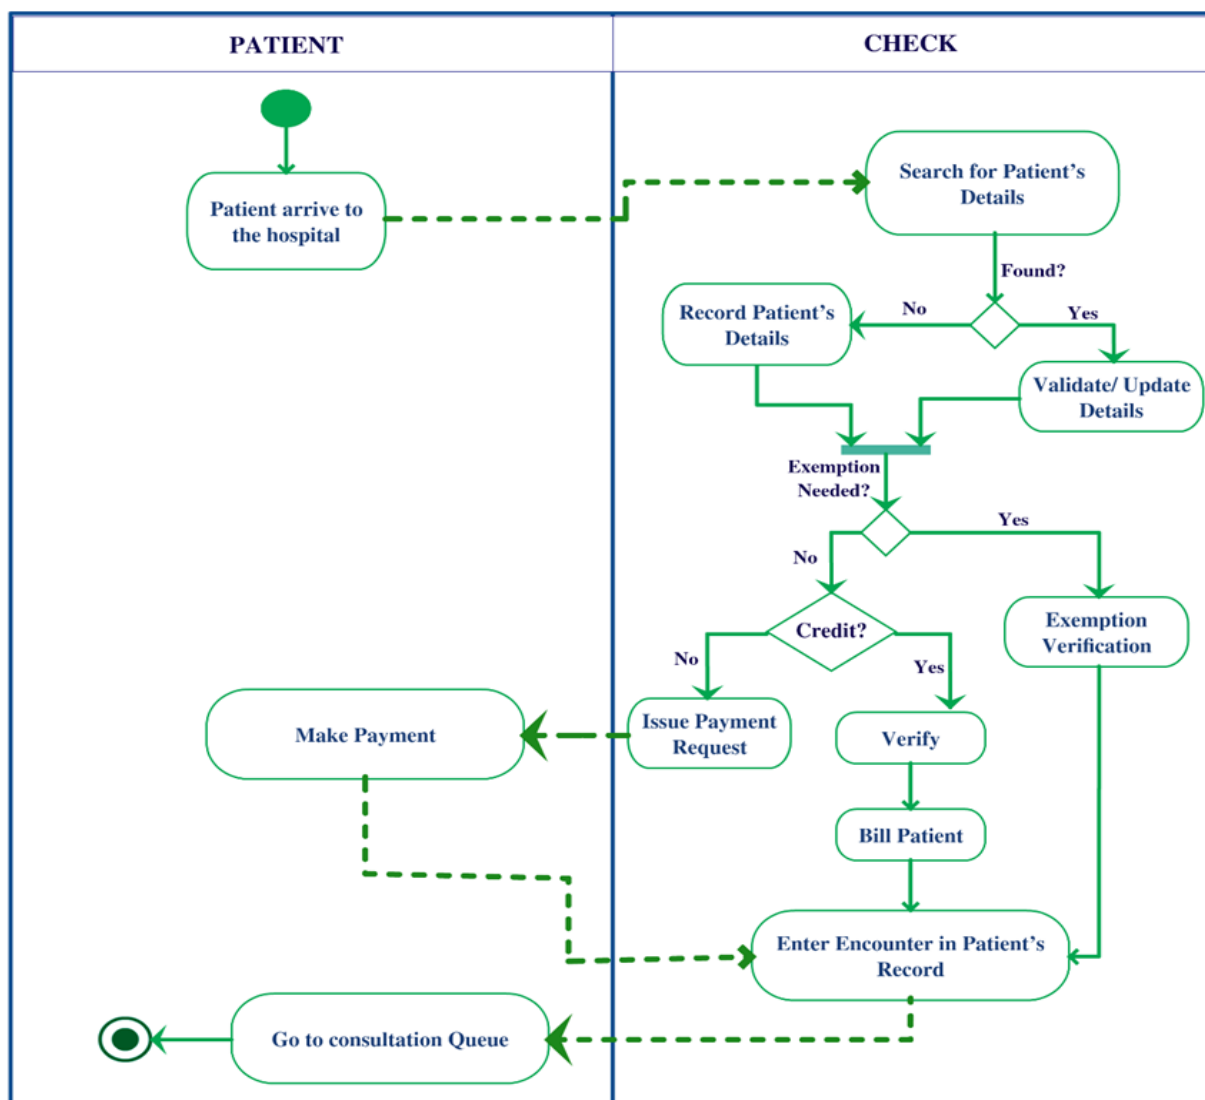 PATIENT
CHECK
Patient arrive to
the hospital
Search for Patient's
Details
Found?
No
Yes
Record Patient's
Details
Validate/ Update
Details
Exemption
Needed?
Yes
No
Credit?
Exemption
Verification
No
Yes
Issue Payment
Request
Make Payment
Verify
Bill Patient
Enter Encounter in Patient's
Record
Go to consultation Queue